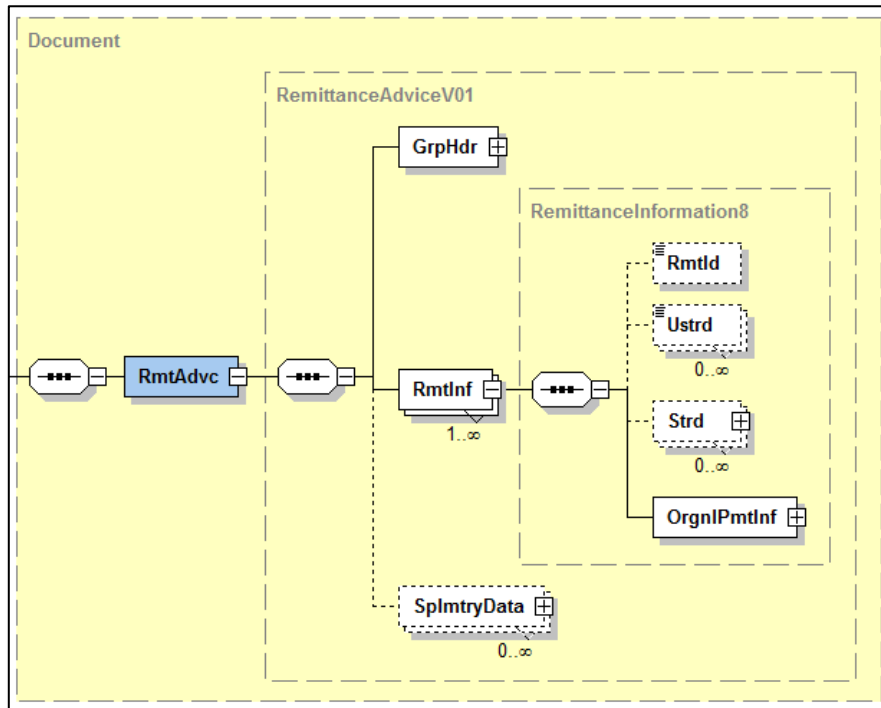 Document
RemittanceAdviceV01
GrpHdr
RemittanceInformation8
RmtId
Ustrd
0..∞
RmtAdvc
RmtInf
1..∞
Strd
0..∞
OrgnlPmtInf
SplmtryData
0..∞